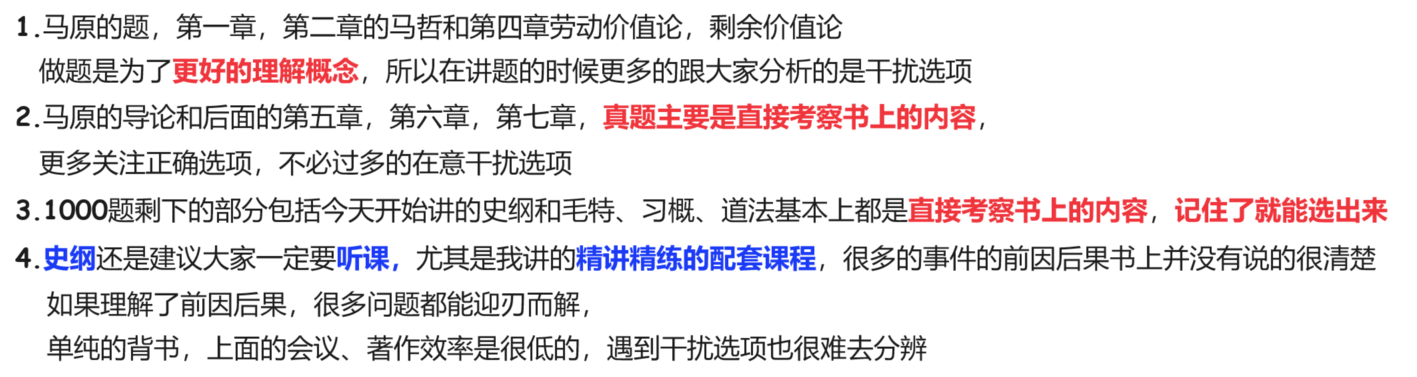 1.马原的题，第一章，第二章的马哲和第四章劳动价值论，剩余价值论
做题是为了更好的理解概念，所以在讲题的时候更多的跟大家分析的是干扰选项
2.马原的导论和后面的第五章，第六章，第七章，真题主要是直接考察书上的内容，
更多关注正确选项，不必过多的在意干扰选项
3.1000题剩下的部分包括今天开始讲的史纲和毛特、习概、道法基本上都是直接考察书上的内容，记住了就能选出来
4.史纲还是建议大家一定要听课，尤其是我讲的精讲精练的配套课程，很多的事件的前因后果书上并没有说的很清楚
如果理解了前因后果，很多问题都能迎刃而解，
单纯的背书，上面的会议、著作效率是很低的，遇到干扰选项也很难去分辨